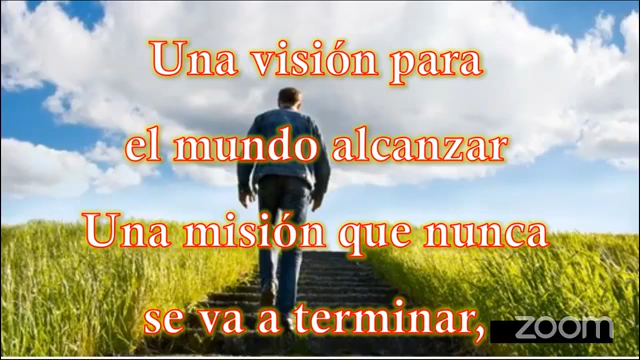 Una visión para
el mundo alcanzar
Una misión que nunca
se va a terminar,
zoom